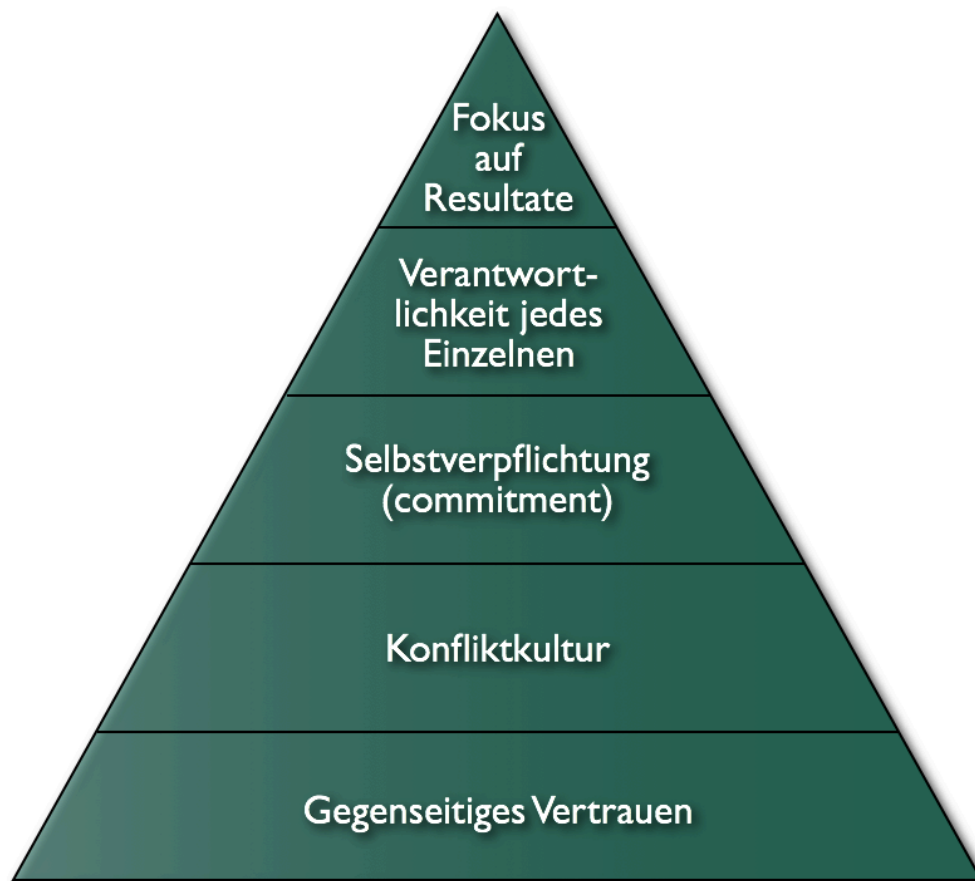 Fokus
auf
Resultate
Verantwort-
lichkeit jedes
Einzelnen
Selbstverpflichtung
(commitment)
Konfliktkultur
Gegenseitiges Vertrauen